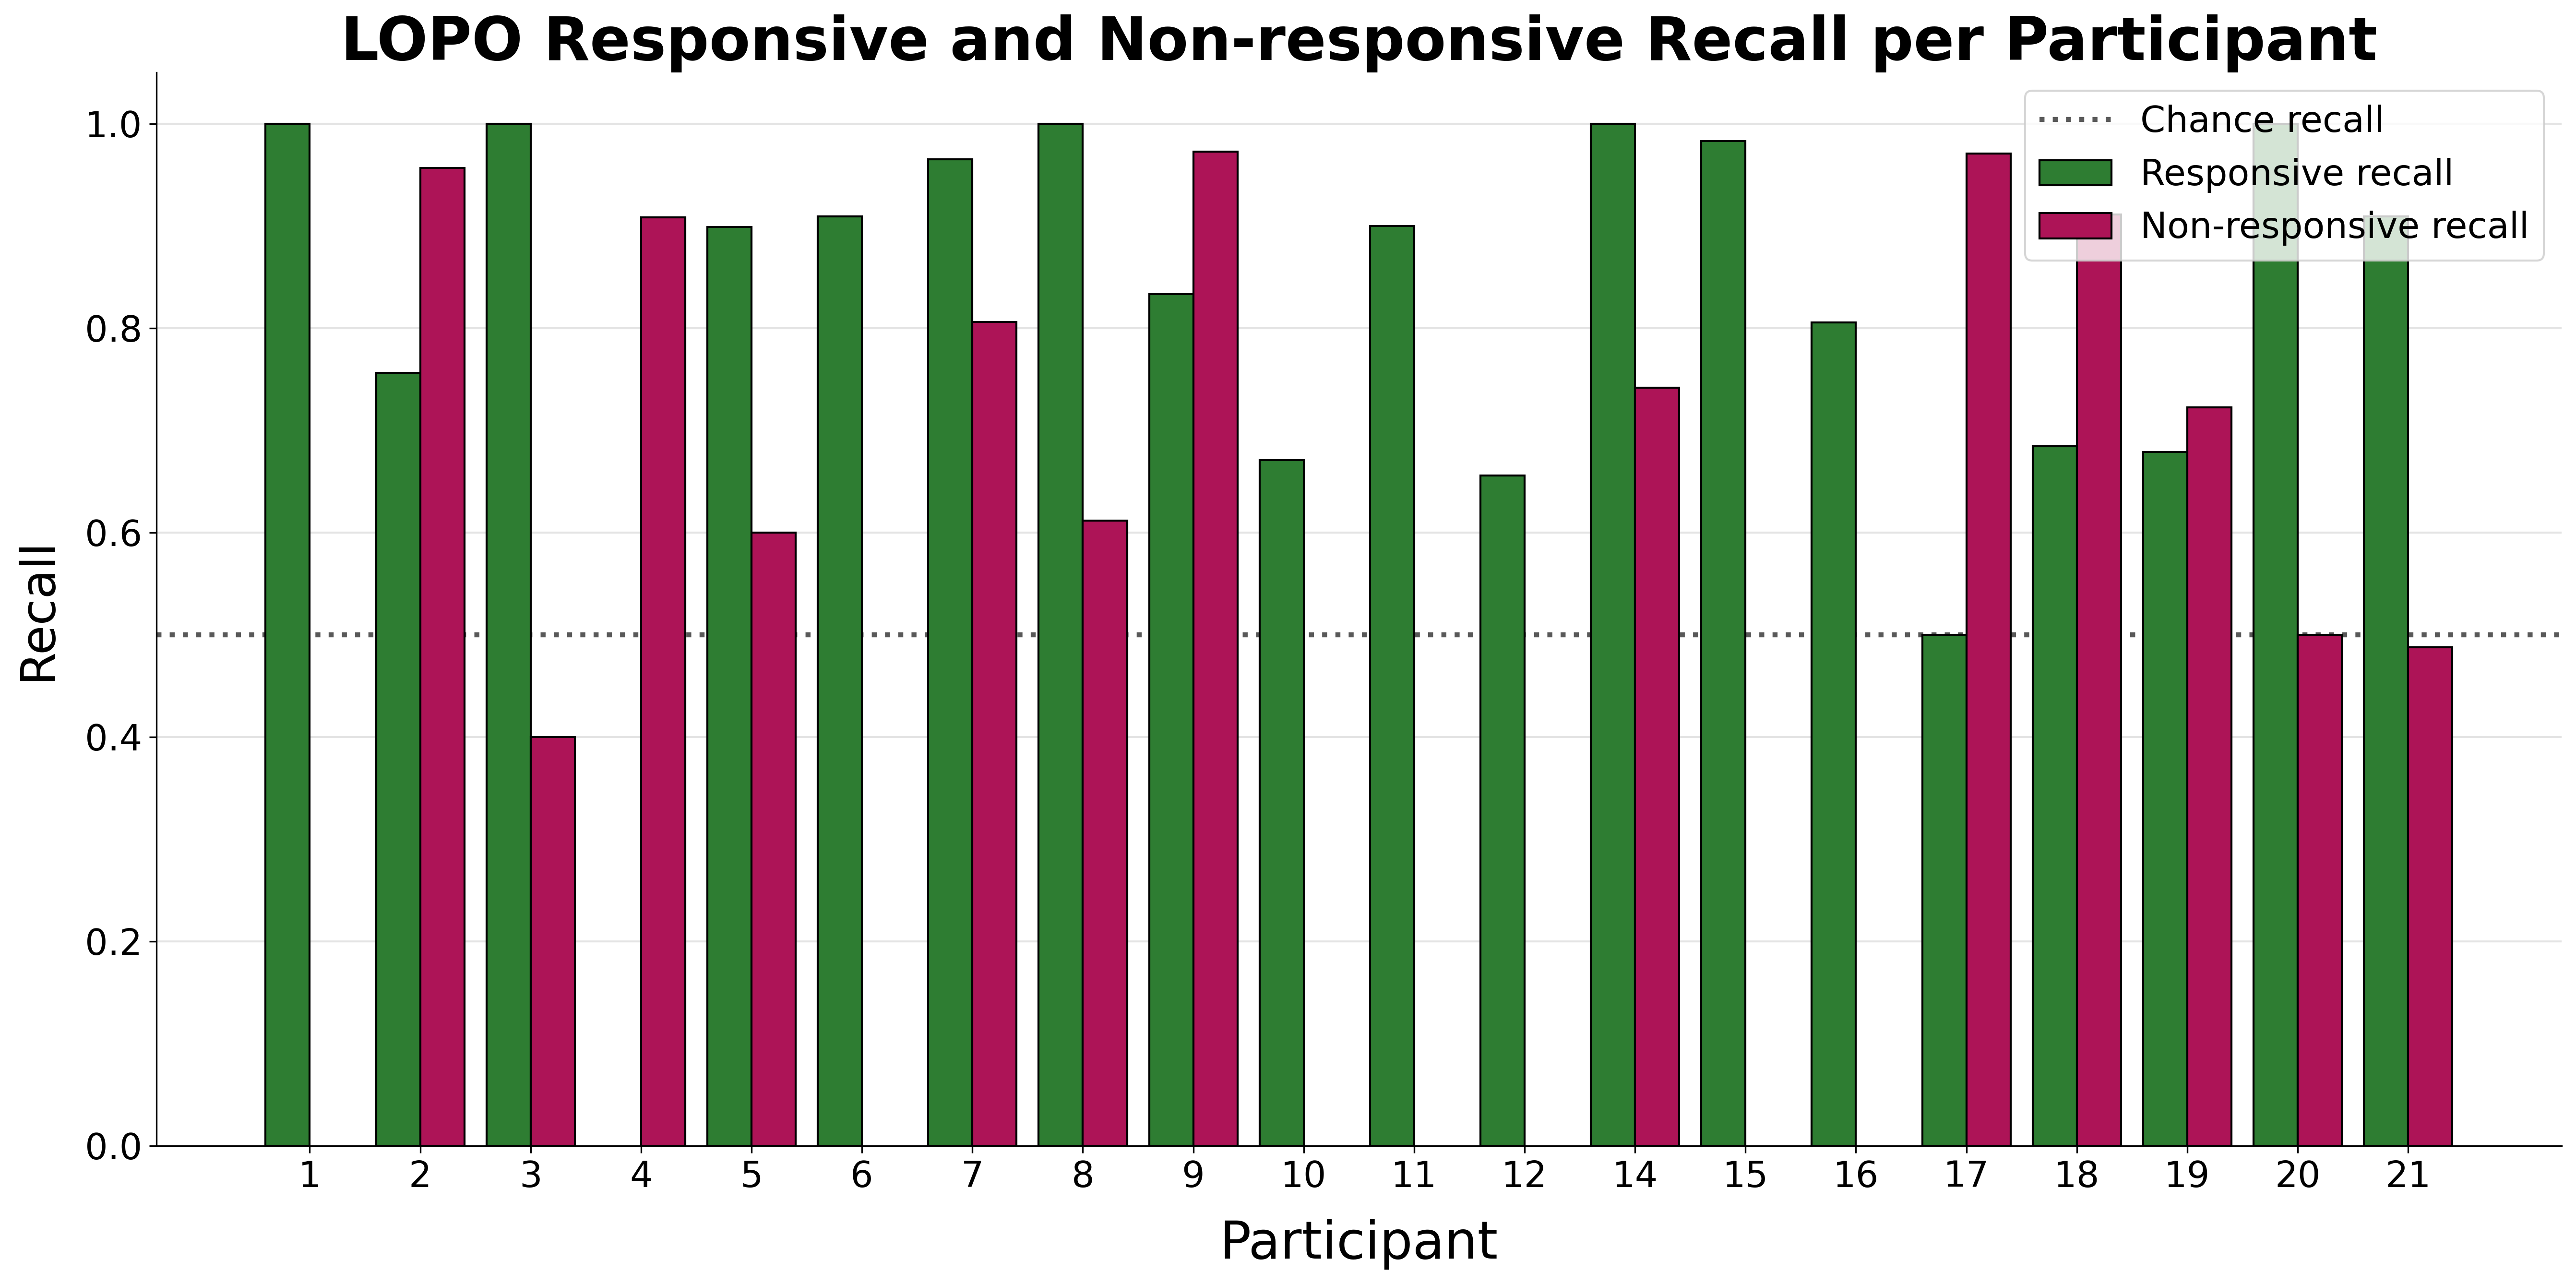 LOPO Responsive and Non-responsive Recall per Participant
Chance recall
Responsive recall
Non-responsive recall
1.0
0.8
0.6
0.4
0.2
0.0
Recall
1 2 3 4 5 6 7 8 9 10 11 12 14 15 16 17 18 19 20 21
Participant